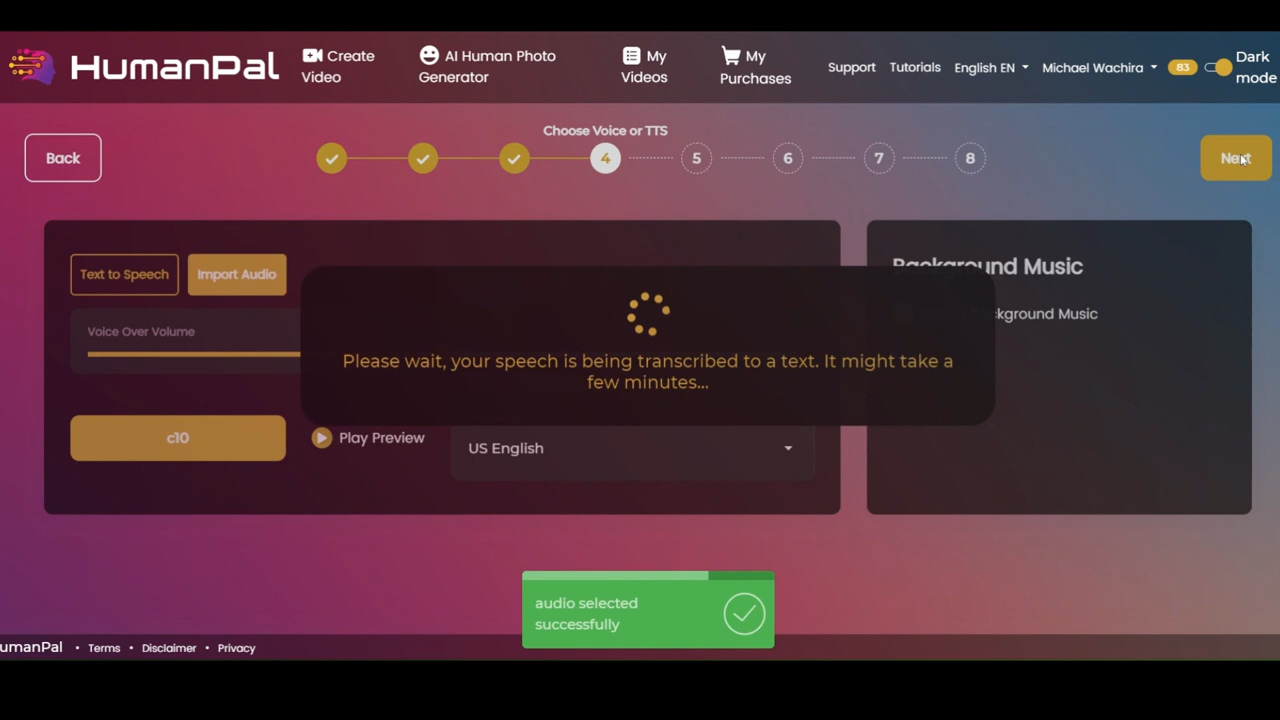 HumanPal
Create
Video
AI Human Photo
Generator
My
Videos
My
Purchases
Support
Tutorials
English EN
Michael Wachira
83
Dark
mode
Back
Choose Voice or TTS
4
5
6
7
8
Next
Text to Speech
Import Audio
Background Music
Voice Over Volume
kground Music
Please wait, your speech is being transcribed to a text. It might take a
few minutes...
c10
Play Preview
US English
audio selected
successfully
umanPal • Terms • Disclaimer • Privacy